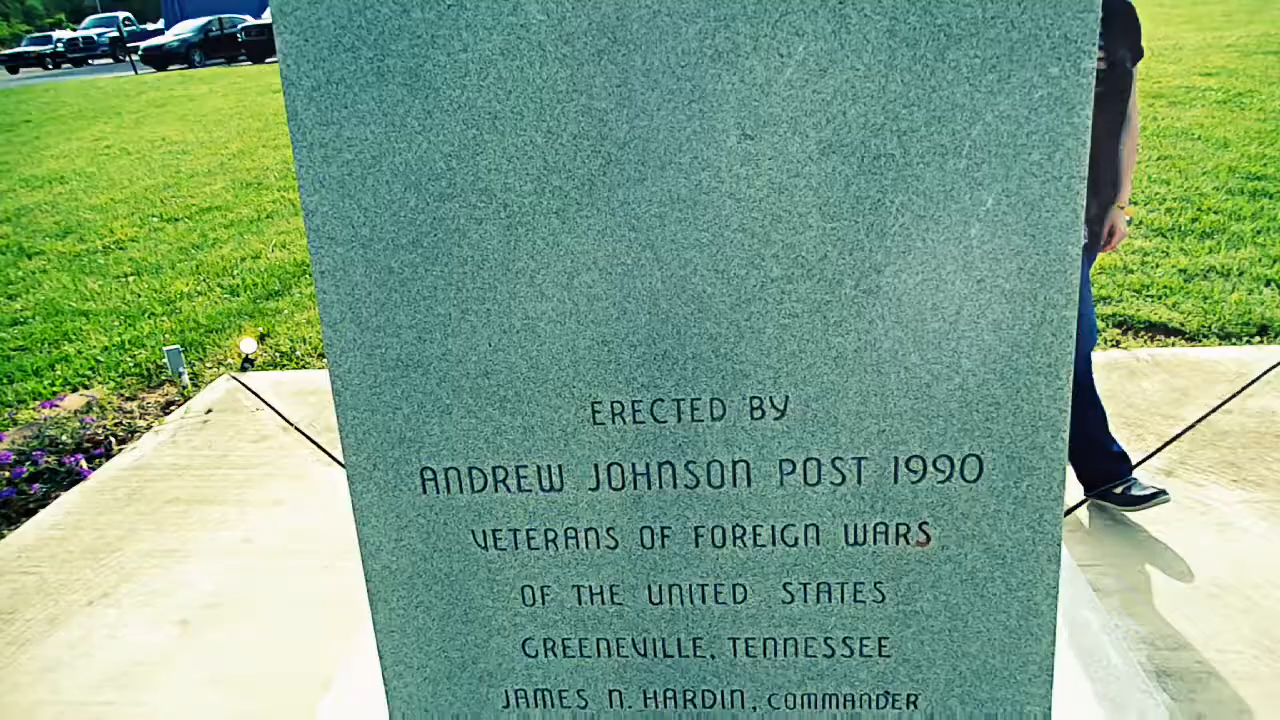 ERECTED BY
ANDREW JOHNSON POST 1990
VETERANS OF FOREIGN WARS
OF THE UNITED STATES
GREENEVILLE, TENNESSEE
JAMES N. HARDIN, COMMANDER